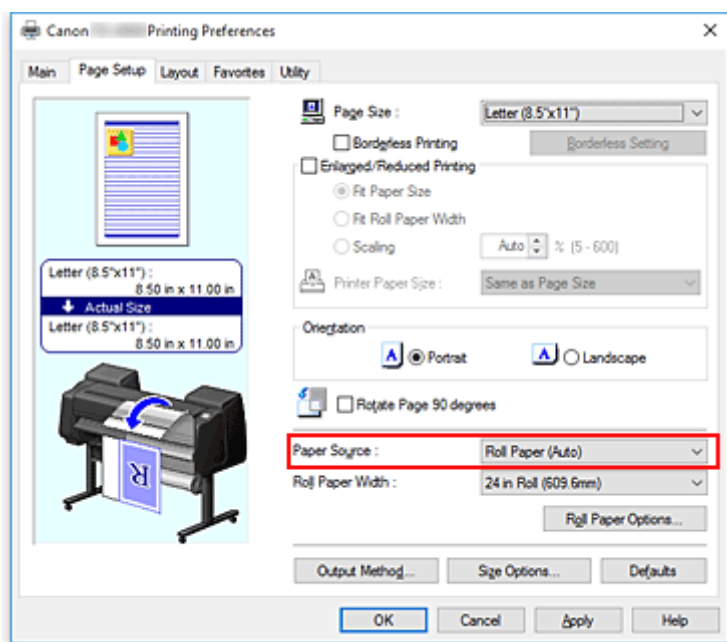 Canon Printing Preferences
Main Page Setup Layout Favorites Utility
Page Size : Letter (8.5"x11")
Borderless Printing Borderless Setting
Enlarged/Reduced Printing
Fit Paper Size
Fit Roll Paper Width
Scaling Auto % (5 - 600)
Printer Paper Size : Same as Page Size
Letter (8.5"x11") :
8.50 in x 11.00 in
Actual Size
Letter (8.5"x11") :
8.50 in x 11.00 in
Orientation
A Portrait A Landscape
Rotate Page 90 degrees
R
Paper Source : Roll Paper (Auto)
Roll Paper Width : 24 in Roll (609.6mm)
Roll Paper Options...
Output Method... Size Options... Defaults
OK Cancel Apply Help